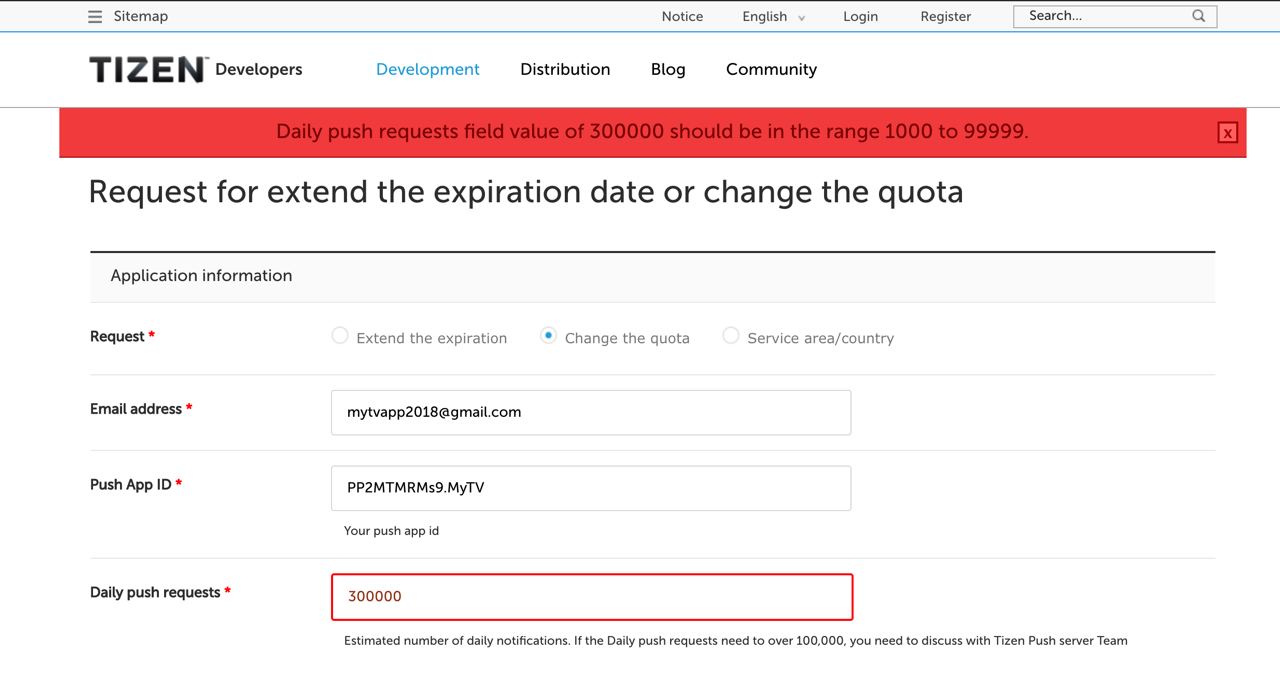 Sitemap Notice English Login Register Search...
TIZEN™ Developers Development Distribution Blog Community
Daily push requests field value of 300000 should be in the range 1000 to 99999. x
Request for extend the expiration date or change the quota
Application information
Request * Extend the expiration Change the quota Service area/country
Email address * mytvapp2018@gmail.com
Push App ID * PP2MTMRMs9.MyTV
Your push app id
Daily push requests * 300000
Estimated number of daily notifications. If the Daily push requests need to over 100,000, you need to discuss with Tizen Push server Team